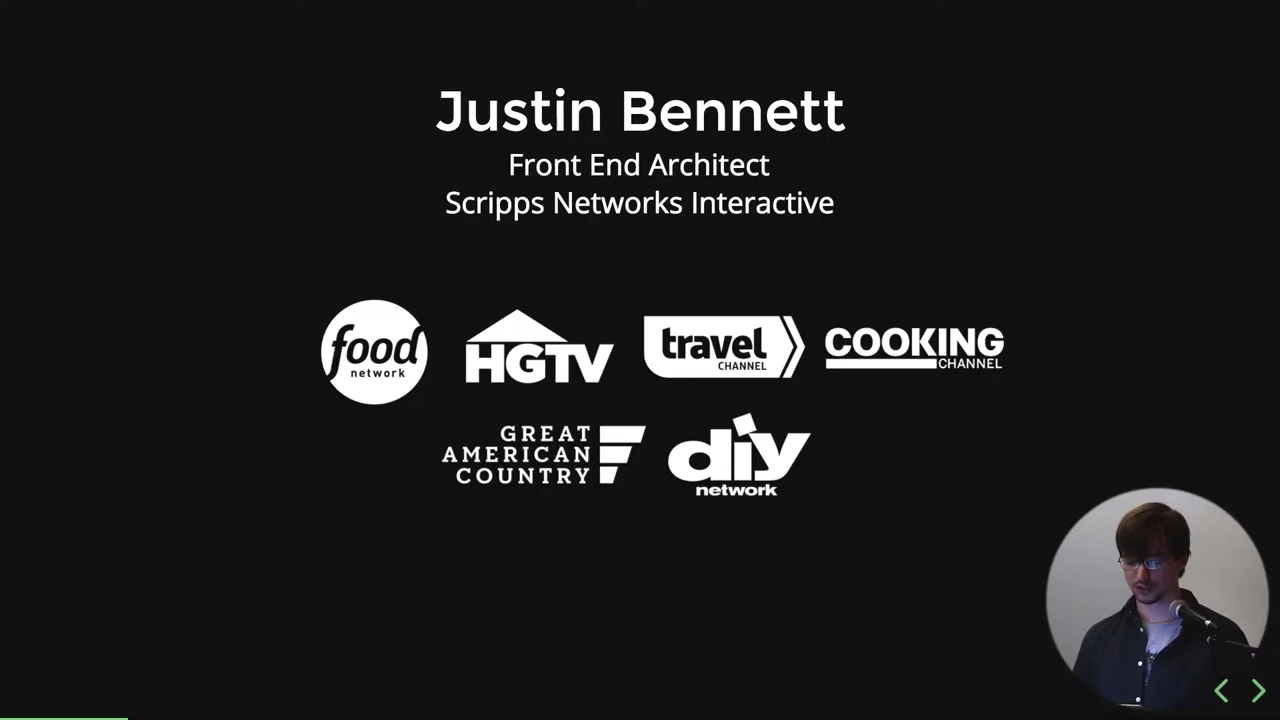 Justin Bennett
Front End Architect
Scripps Networks Interactive
food
network
HGTV
travel
CHANNEL
COOKING
CHANNEL
GREAT
AMERICAN
COUNTRY
diy
network